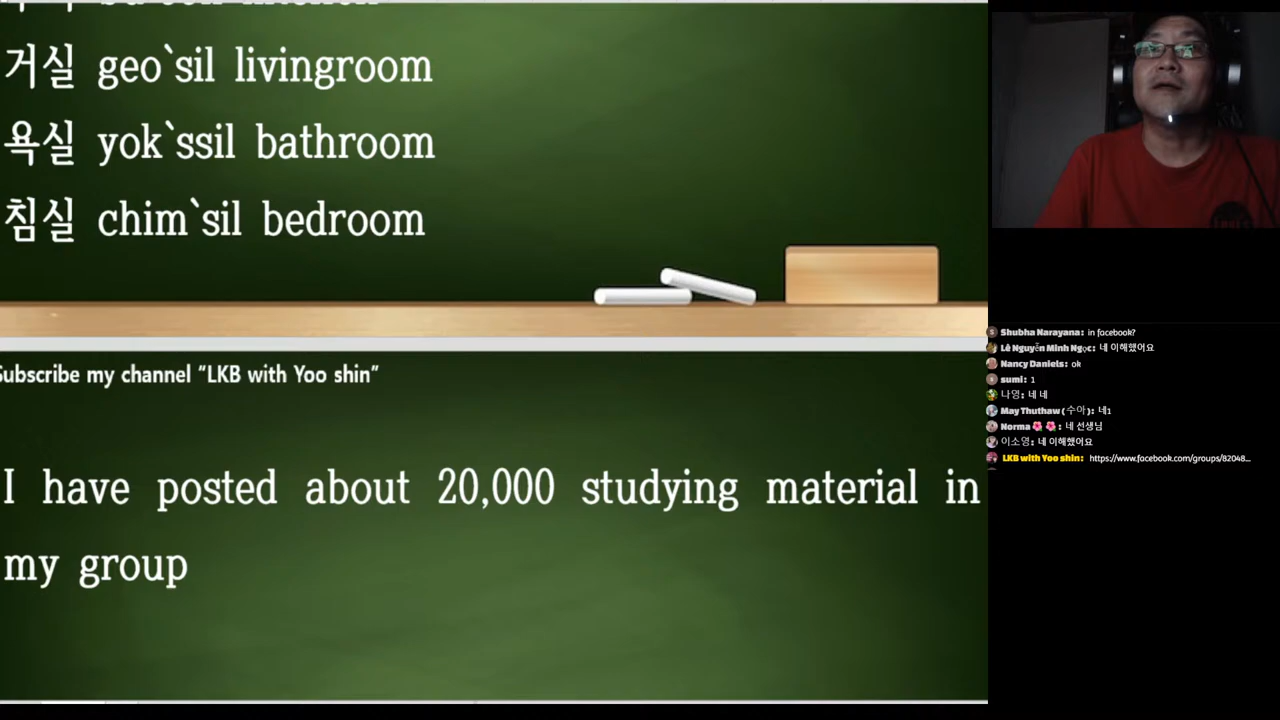 거실 geo`sil livingroom
욕실 yok`ssil bathroom
침실 chim`sil bedroom
Subscribe my channel “LKB with Yoo shin”
I have posted about 20,000 studying material in
my group
Shubha Narayana: in facebook?
Lê Nguyễn Minh Ngọc: 네 이해했어요
Nancy Daniels: ok
sumi: 1
나영: 네 네
May Thuthaw (수아): 네1
Norma 🌺 🌺 : 네 선생님
이소영: 네 이해했어요
LKB with Yoo shin: https://www.facebook.com/groups/82048...